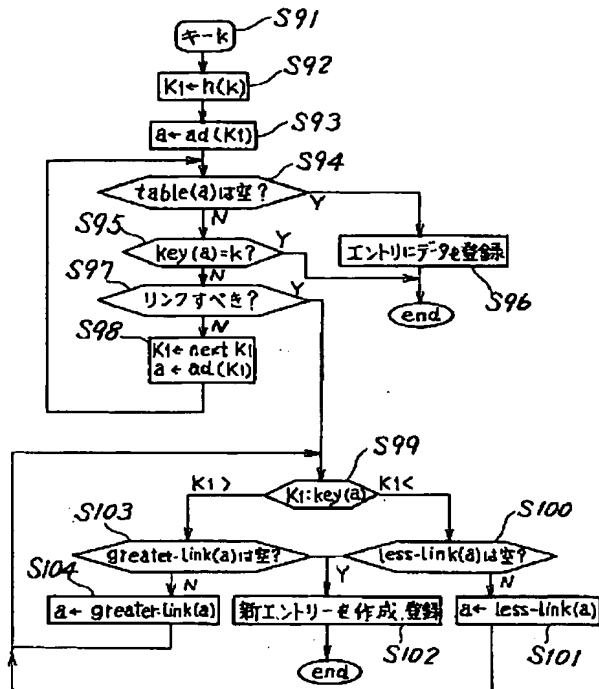 S91
キーk
S92
K1←h(k)
S93
a←ad(K1)
S94
table(a)は空?
Y
N
S95
key(a)=k?
Y
N
エントリにデータを登録
S96
end
S97
リンクすべき?
Y
N
S98
K1←next K1
a←ad(K1)
S99
K1>
K1:key(a)
K1<
S103
S100
greater-link(a)は空?
less-link(a)は空?
S104
N
Y
N
a←greater-link(a)
新エントリーを作成,登録
a←less-link(a)
S102
S101
end